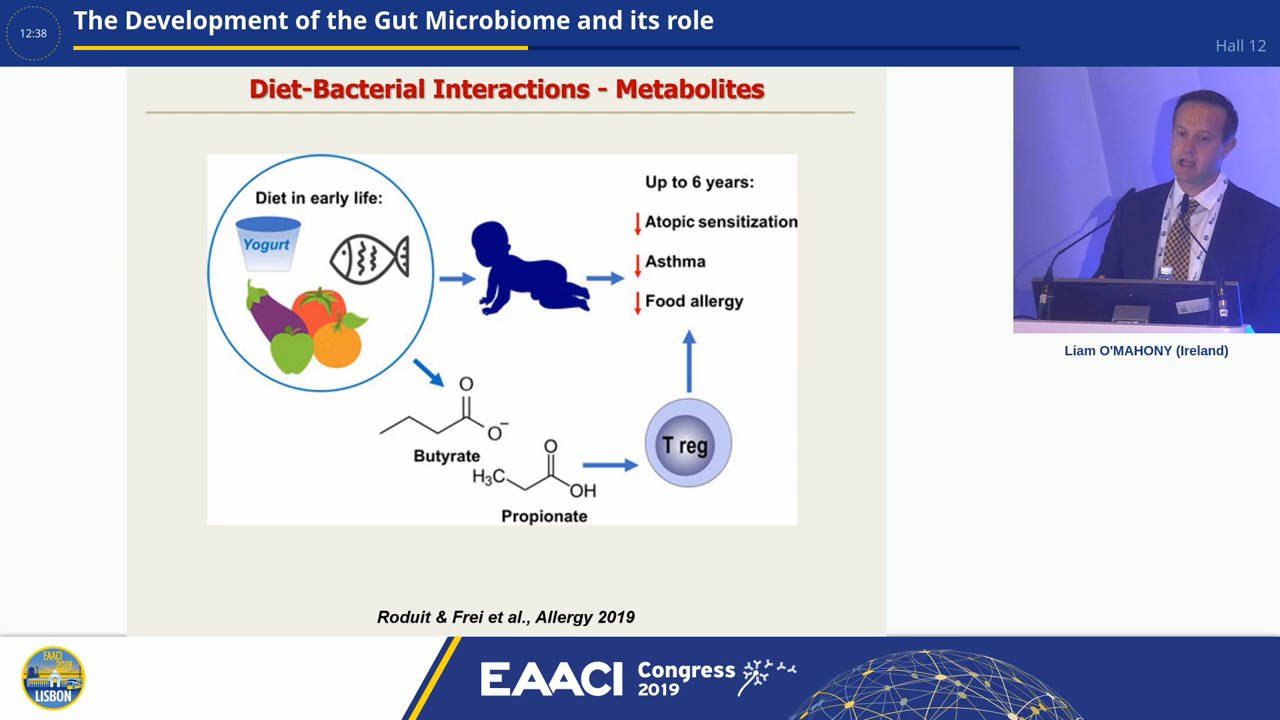 12:38
The Development of the Gut Microbiome and its role
Hall 12
Diet-Bacterial Interactions - Metabolites
Diet in early life:
Yogurt
Up to 6 years:
Atopic sensitization
Asthma
Food allergy
O
O−
Butyrate
O
H3C
OH
Propionate
T reg
Roduit & Frei et al., Allergy 2019
Liam O'MAHONY (Ireland)
EAACI
2019
LISBON
EAACI Congress
2019